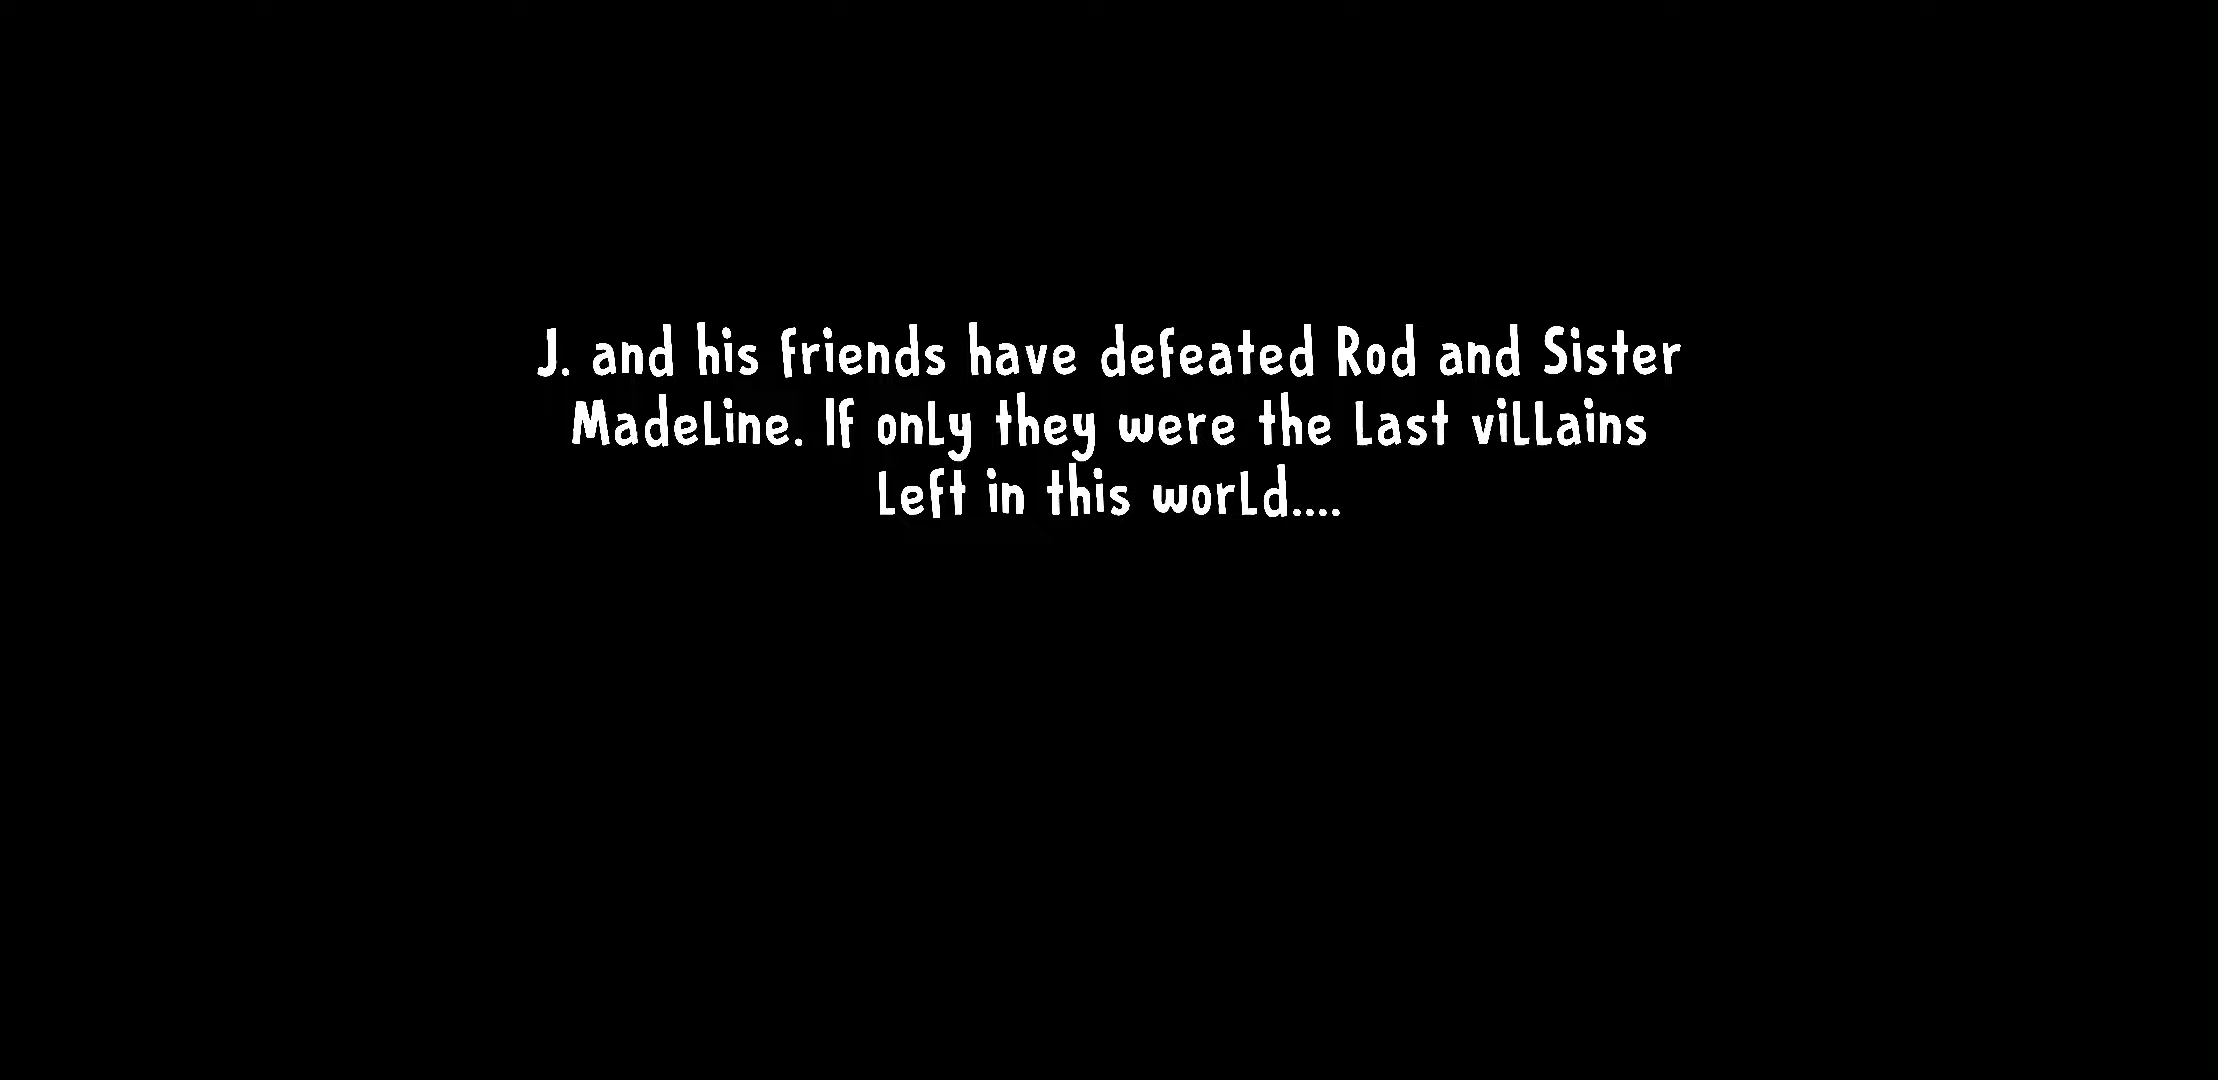 J. and his friends have defeated Rod and Sister
Madeline. If only they were the last villains
left in this world....